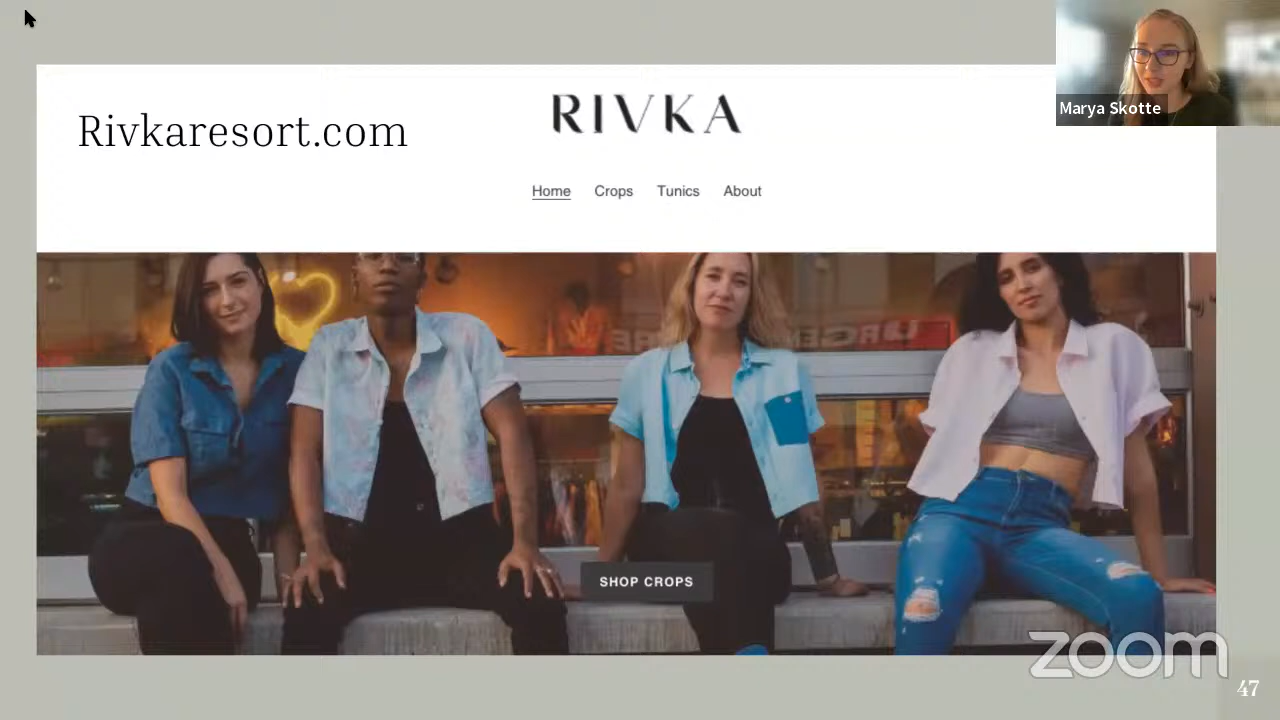 Marya Skotte
Rivkaresort.com
RIVKA
Home Crops Tunics About
SHOP CROPS
zoom
47